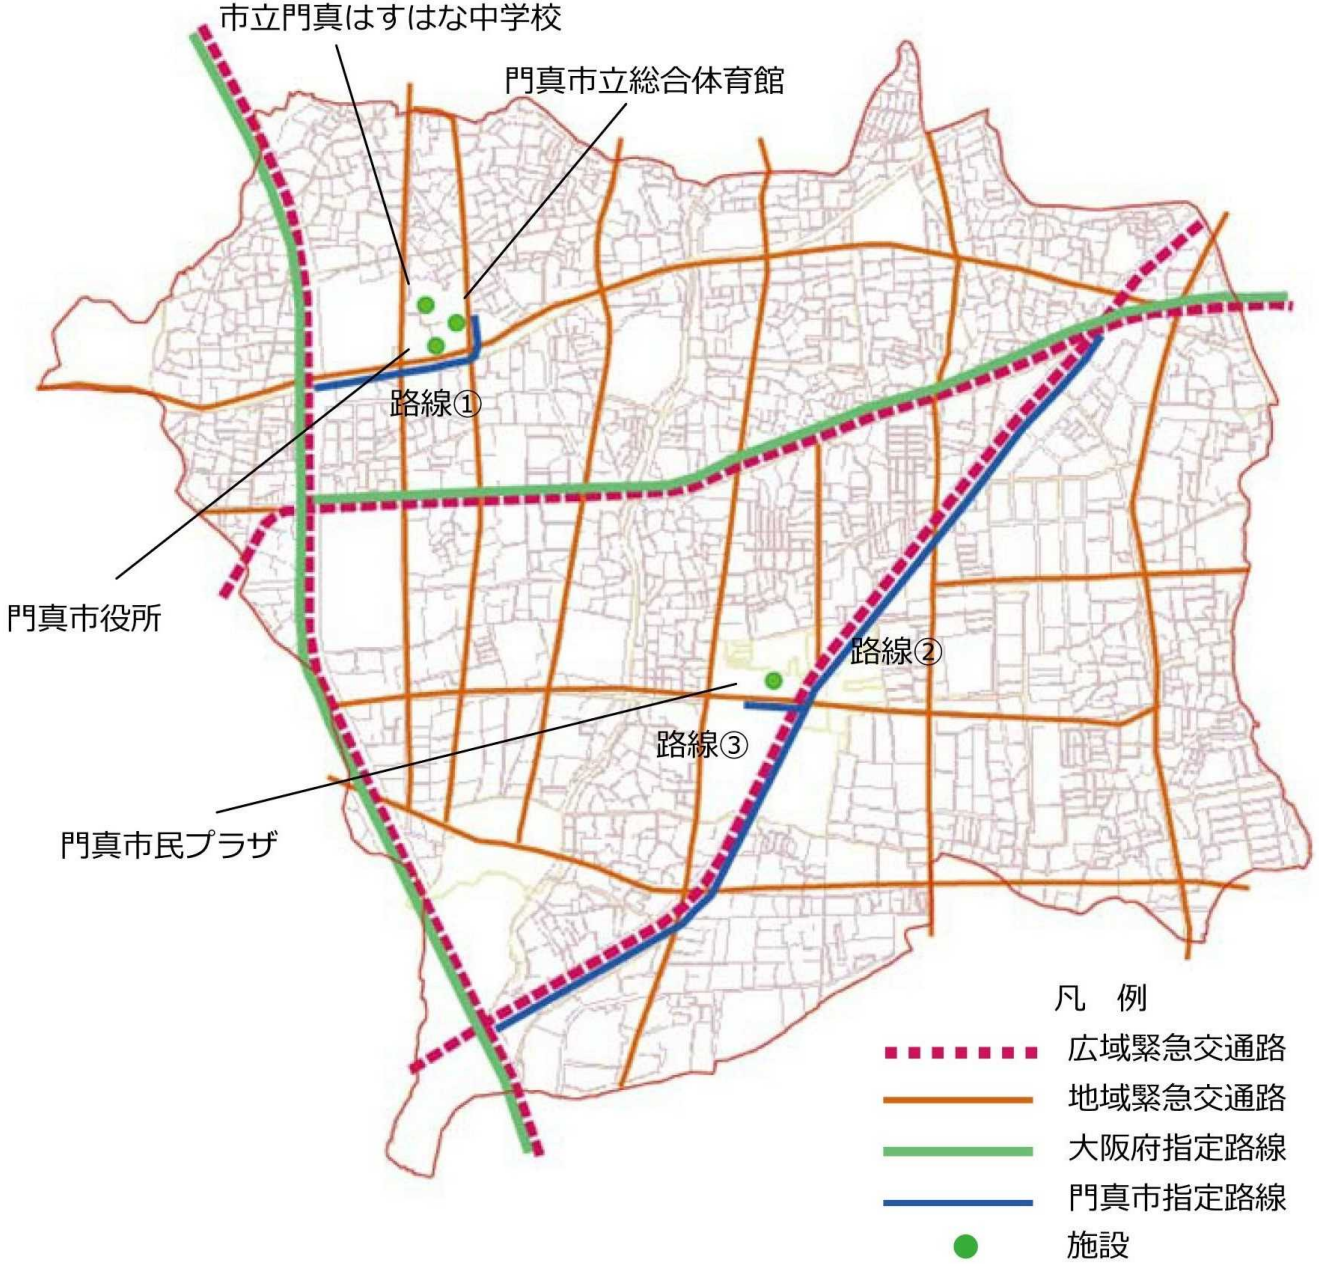 市立門真はすはな中学校
門真市立総合体育館
路線①
門真市役所
路線②
路線③
門真市民プラザ
凡　例
広域緊急交通路
地域緊急交通路
大阪府指定路線
門真市指定路線
施設